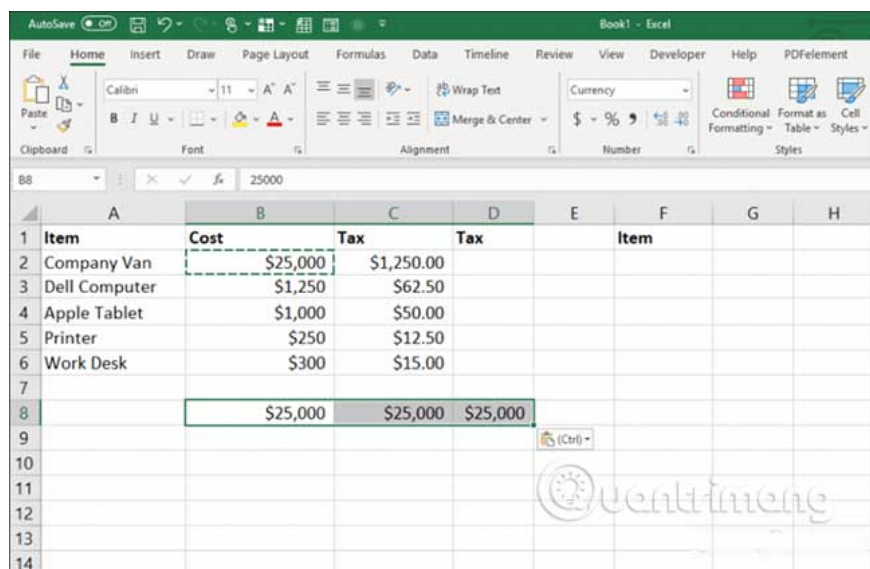 AutoSave Off Book1 - Excel
File Home Insert Draw Page Layout Formulas Data Timeline Review View Developer Help PDFelement
Paste Calibri 11 A A Wrap Text Currency
B I U A Merge & Center $ % 9 Conditional Formatting Format as Table Cell Styles
Clipboard Font Alignment Number Styles
B8 fx 25000
A B C D E F G H
1 Item Cost Tax Tax Item
2 Company Van $25,000 $1,250.00
3 Dell Computer $1,250 $62.50
4 Apple Tablet $1,000 $50.00
5 Printer $250 $12.50
6 Work Desk $300 $15.00
7
8 $25,000 $25,000 $25,000
9 (Ctrl)
10
11 Quantrimang
12
13
14